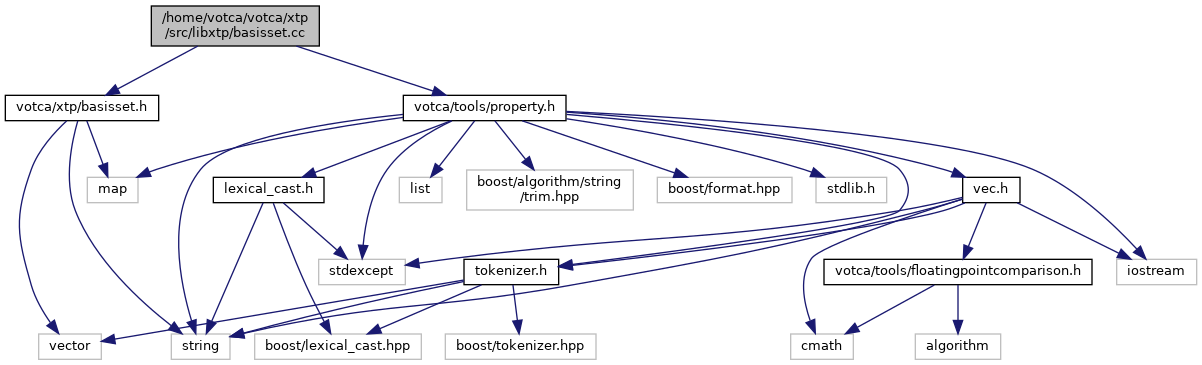 /home/votca/votca/xtp
/src/libxtp/basisset.cc
votca/xtp/basisset.h
votca/tools/property.h
map
lexical_cast.h
list
boost/algorithm/string
/trim.hpp
boost/format.hpp
stdlib.h
vec.h
stdexcept
tokenizer.h
votca/tools/floatingpointcomparison.h
iostream
vector
string
boost/lexical_cast.hpp
boost/tokenizer.hpp
cmath
algorithm